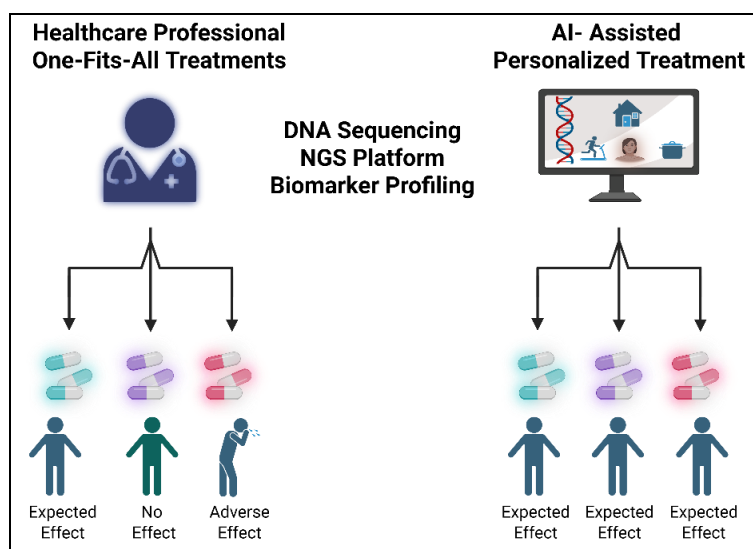 Healthcare Professional
One-Fits-All Treatments
AI- Assisted
Personalized Treatment
DNA Sequencing
NGS Platform
Biomarker Profiling
Expected
Effect
No
Effect
Adverse
Effect
Expected
Effect
Expected
Effect
Expected
Effect